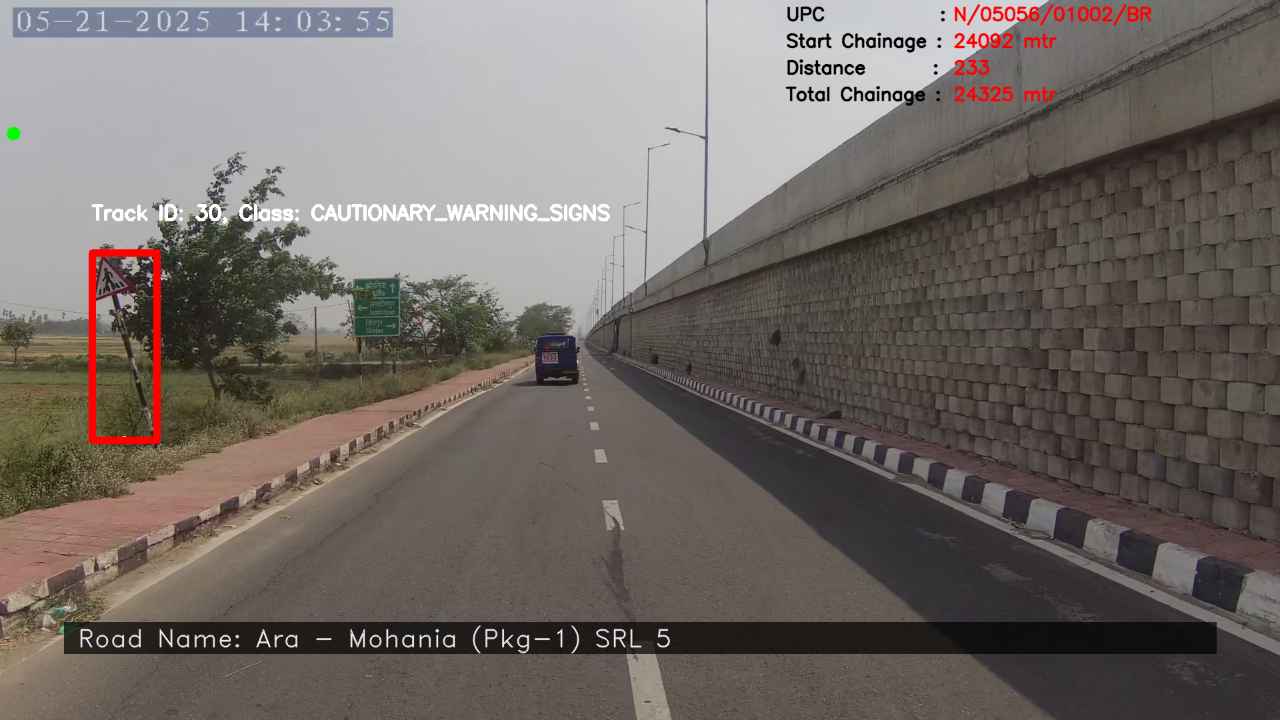 05-21-2025 14:03:55
UPC : N/05056/01002/BR
Start Chainage : 24092 mtr
Distance : 233
Total Chainage : 24325 mtr
Track ID: 30, Class: CAUTIONARY_WARNING_SIGNS
Road Name: Ara - Mohania (Pkg-1) SRL 5